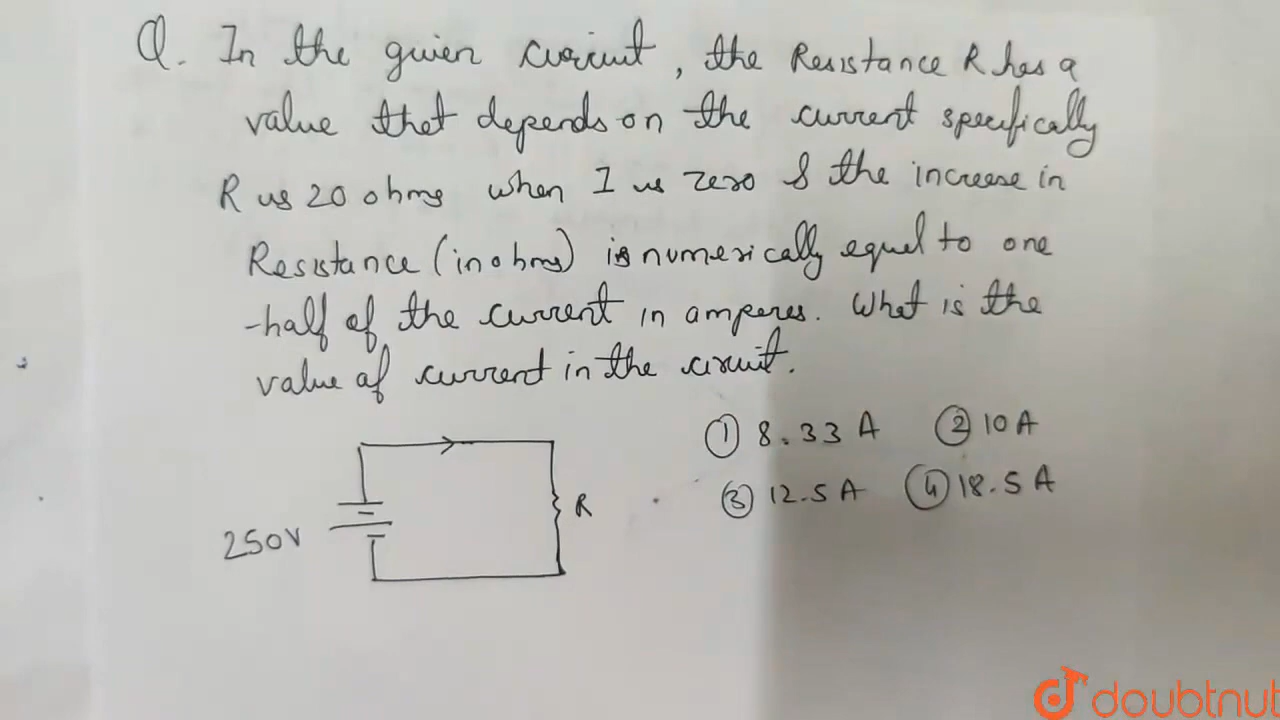 Q. In the given circuit, the Resistance R has a
value that depends on the current specifically
R is 20 ohms when I is zero & the increase in
Resistance (in ohms) is numerically equal to one
-half of the current in amperes. What is the
value of current in the circuit.
① 8.33 A ② 10 A
③ 12.5 A ④ 18.5 A
R
250V
doubtnut